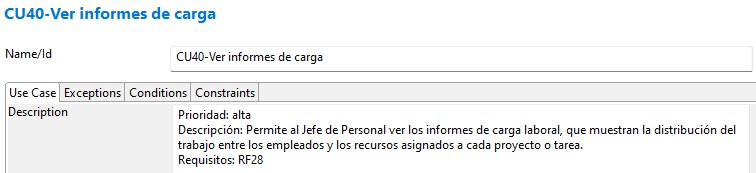 CU40-Ver informes de carga
Name/Id CU40-Ver informes de carga
Use Case Exceptions Conditions Constraints
Description Prioridad: alta
Descripción: Permite al Jefe de Personal ver los informes de carga laboral, que muestran la distribución del
trabajo entre los empleados y los recursos asignados a cada proyecto o tarea.
Requisitos: RF28